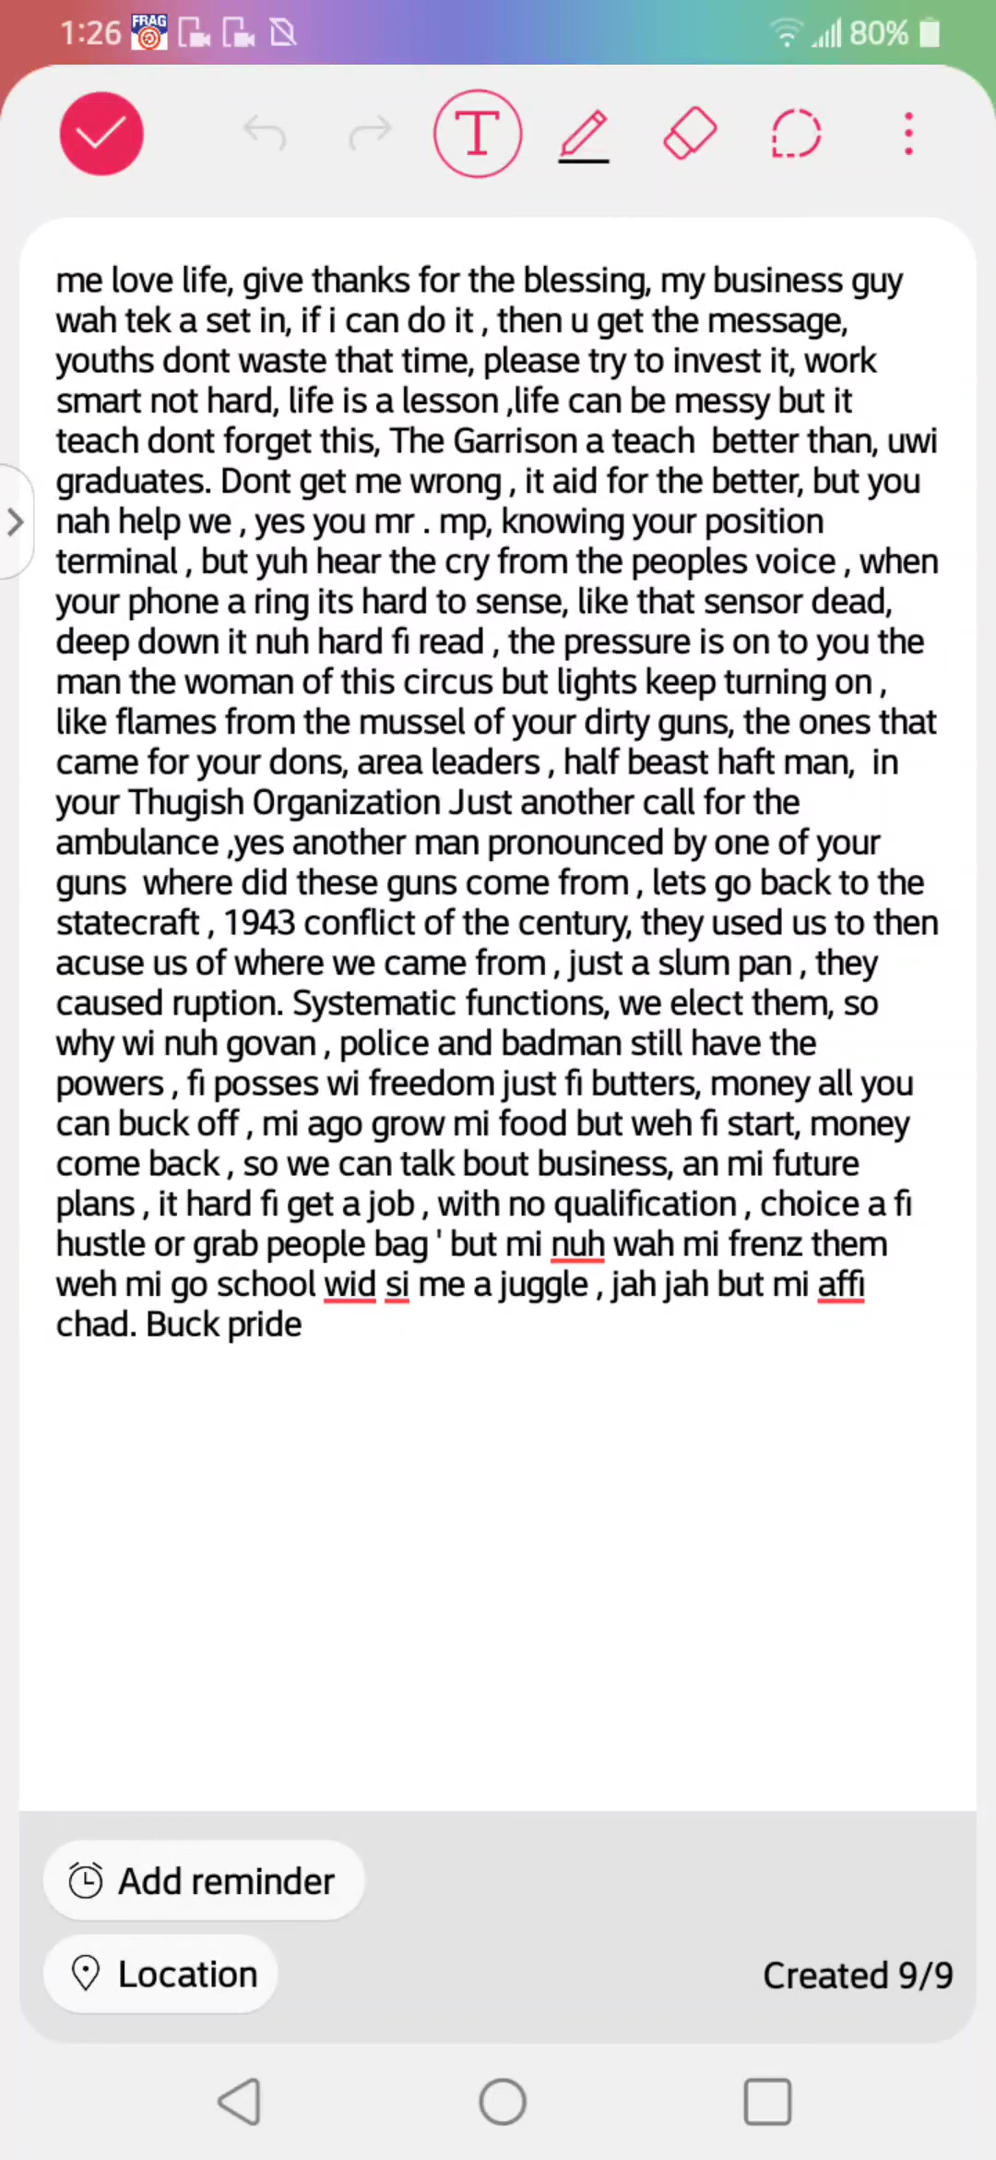 1:26 FRAG 80%
T
me love life, give thanks for the blessing, my business guy
wah tek a set in, if i can do it , then u get the message,
youths dont waste that time, please try to invest it, work
smart not hard, life is a lesson ,life can be messy but it
teach dont forget this, The Garrison a teach  better than, uwi
graduates. Dont get me wrong , it aid for the better, but you
nah help we , yes you mr . mp, knowing your position
terminal , but yuh hear the cry from the peoples voice , when
your phone a ring its hard to sense, like that sensor dead,
deep down it nuh hard fi read , the pressure is on to you the
man the woman of this circus but lights keep turning on ,
like flames from the mussel of your dirty guns, the ones that
came for your dons, area leaders , half beast haft man,  in
your Thugish Organization Just another call for the
ambulance ,yes another man pronounced by one of your
guns  where did these guns come from , lets go back to the
statecraft , 1943 conflict of the century, they used us to then
acuse us of where we came from , just a slum pan , they
caused ruption. Systematic functions, we elect them, so
why wi nuh govan , police and badman still have the
powers , fi posses wi freedom just fi butters, money all you
can buck off , mi ago grow mi food but weh fi start, money
come back , so we can talk bout business, an mi future
plans , it hard fi get a job , with no qualification , choice a fi
hustle or grab people bag ' but mi nuh wah mi frenz them
weh mi go school wid si me a juggle , jah jah but mi affi
chad. Buck pride
Add reminder
Location
Created 9/9